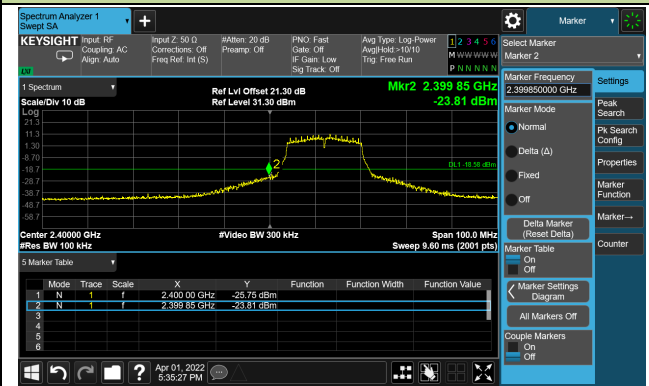 Spectrum Analyzer 1
Swept SA
Marker
KEYSIGHT
Input: RF
Coupling: AC
Align: Auto
Input Z: 50 Ω
Corrections: Off
Freq Ref: Int (S)
#Atten: 20 dB
Preamp: Off
PNO: Fast
Gate: Off
IF Gain: Low
Sig Track: Off
Avg Type: Log-Power
Avg|Hold:>10/10
Trig: Free Run
1 2 3 4 5 6
M W W W W W
P N N N N N
LXI
Select Marker
Marker 2
1 Spectrum
Scale/Div 10 dB
Log
Ref Lvl Offset 21.30 dB
Ref Level 31.30 dBm
Mkr2 2.399 85 GHz
-23.81 dBm
21.3
11.3
1.30
-8.70
-18.7
-28.7
-38.7
-48.7
-58.7
2
DL1 -18.58 dBm
Center 2.40000 GHz
#Res BW 100 kHz
#Video BW 300 kHz
Span 100.0 MHz
Sweep 9.60 ms (2001 pts)
5 Marker Table
Mode Trace Scale X Y Function Function Width Function Value
1 N 1 f 2.400 00 GHz -25.75 dBm
2 N 1 f 2.399 85 GHz -23.81 dBm
3
4
5
6
Marker Frequency
2.399850000 GHz
Marker Mode
Normal
Delta (Δ)
Fixed
Off
Delta Marker
(Reset Delta)
Marker Table
On
Off
Marker Settings
Diagram
All Markers Off
Couple Markers
On
Off
Settings
Peak
Search
Pk Search
Config
Properties
Marker
Function
Marker→
Counter
?
Apr 01, 2022
5:35:27 PM